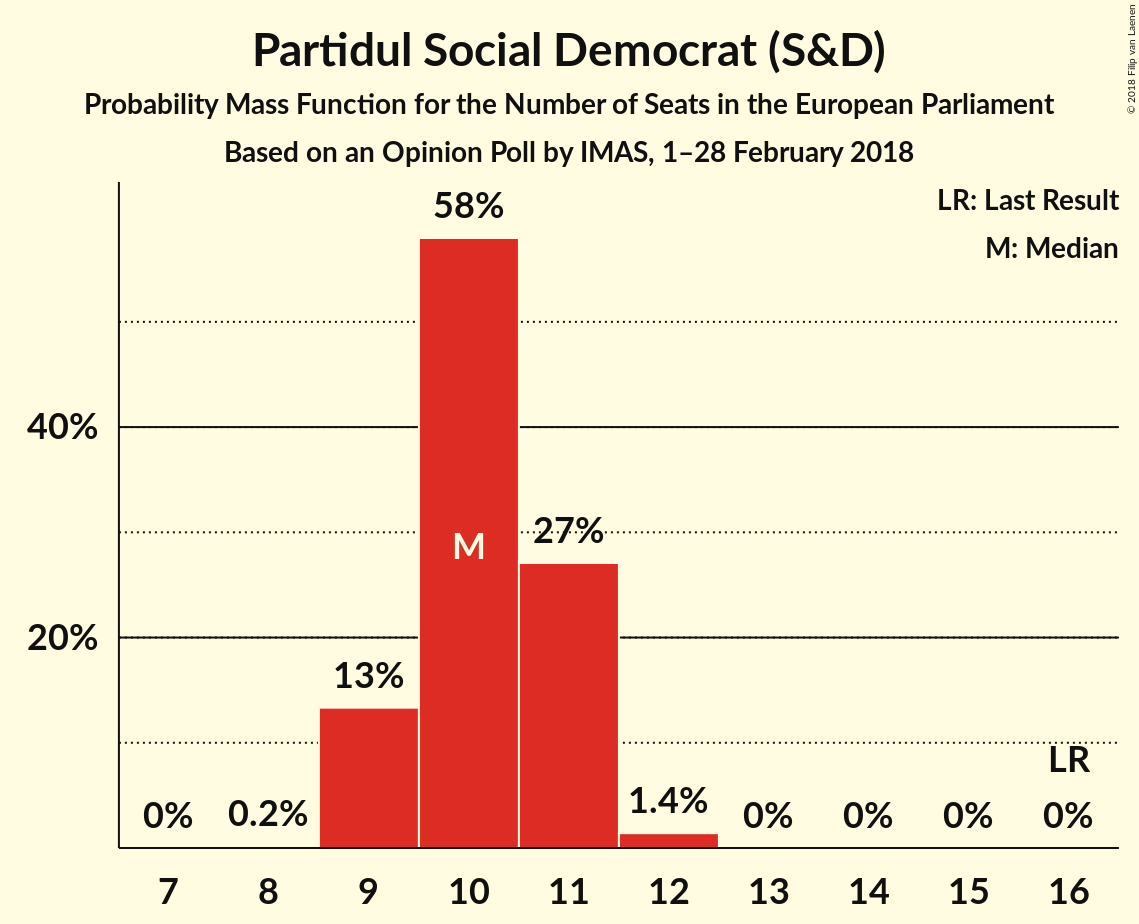 Partidul Social Democrat (S&D)
Probability Mass Function for the Number of Seats in the European Parliament
Based on an Opinion Poll by IMAS, 1–28 February 2018
© 2018 Filip van Laenen
LR: Last Result
M: Median
58%
40%
M
27%
20%
13%
LR
0%
0.2%
1.4%
0%
0%
0%
0%
7
8
9
10
11
12
13
14
15
16